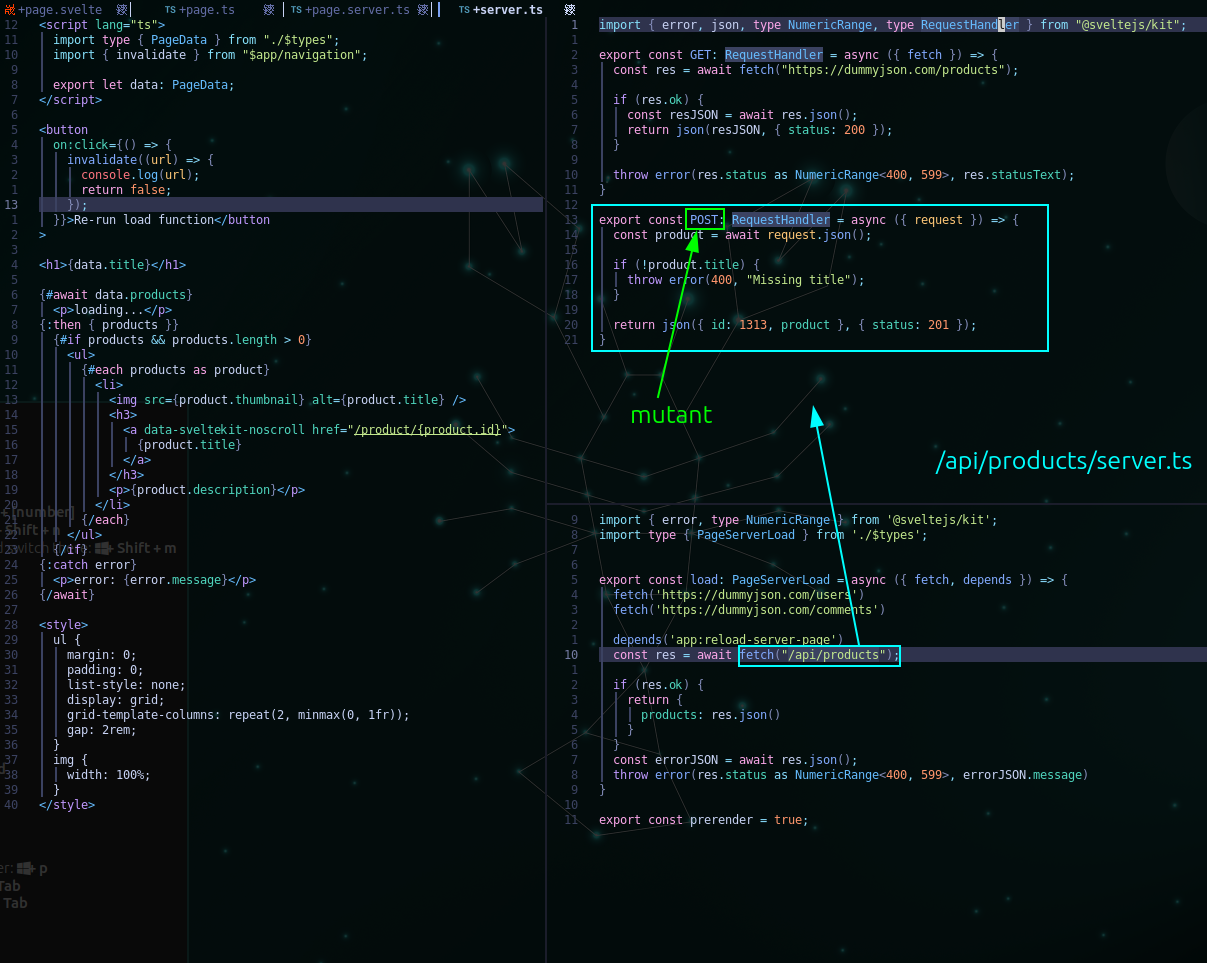 +page.svelte TS +page.ts TS +page.server.ts TS +server.ts
12 <script lang="ts">
11 import type { PageData } from "./$types";
10 import { invalidate } from "$app/navigation";
9
8 export let data: PageData;
7 </script>
6
5 <button
4 on:click={() => {
3 invalidate((url) => {
2 console.log(url);
1 return false;
13 });
1 }}>Re-run load function</button
2 >
3
4 <h1>{data.title}</h1>
5
6 {#await data.products}
7 <p>loading...</p>
8 {:then { products }}
9 {#if products && products.length > 0}
10 <ul>
11 {#each products as product}
12 <li>
13 <img src={product.thumbnail} alt={product.title} />
14 <h3>
15 <a data-sveltekit-noscroll href="/product/{product.id}">
16 {product.title}
17 </a>
18 </h3>
19 <p>{product.description}</p>
20 </li>
21 {/each}
22 </ul>
23 {/if}
24 {:catch error}
25 <p>error: {error.message}</p>
26 {/await}
27
28 <style>
29 ul {
30 margin: 0;
31 padding: 0;
32 list-style: none;
33 display: grid;
34 grid-template-columns: repeat(2, minmax(0, 1fr));
35 gap: 2rem;
36 }
37 img {
38 width: 100%;
39 }
40 </style>
+ [number]
+ Shift + n
+ Shift + m
+ p
Tab
Tab
1 import { error, json, type NumericRange, type RequestHandler } from "@sveltejs/kit";
1
2 export const GET: RequestHandler = async ({ fetch }) => {
3 const res = await fetch("https://dummyjson.com/products");
4
5 if (res.ok) {
6 const resJSON = await res.json();
7 return json(resJSON, { status: 200 });
8 }
9
10 throw error(res.status as NumericRange<400, 599>, res.statusText);
11 }
12
13 export const POST: RequestHandler = async ({ request }) => {
14 const product = await request.json();
15
16 if (!product.title) {
17 throw error(400, "Missing title");
18 }
19
20 return json({ id: 1313, product }, { status: 201 });
21 }
mutant
/api/products/server.ts
9 import { error, type NumericRange } from '@sveltejs/kit';
8 import type { PageServerLoad } from './$types';
7
6
5 export const load: PageServerLoad = async ({ fetch, depends }) => {
4 fetch('https://dummyjson.com/users')
3 fetch('https://dummyjson.com/comments')
2
1 depends('app:reload-server-page')
10 const res = await fetch("/api/products");
1
2 if (res.ok) {
3 return {
4 products: res.json()
5 }
6 }
7 const errorJSON = await res.json();
8 throw error(res.status as NumericRange<400, 599>, errorJSON.message)
9 }
10
11 export const prerender = true;